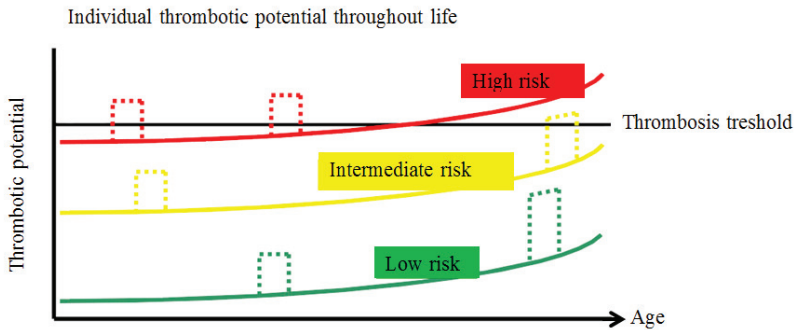 Individual thrombotic potential throughout life
High risk
Thrombosis treshold
Intermediate risk
Thrombotic potential
Low risk
Age